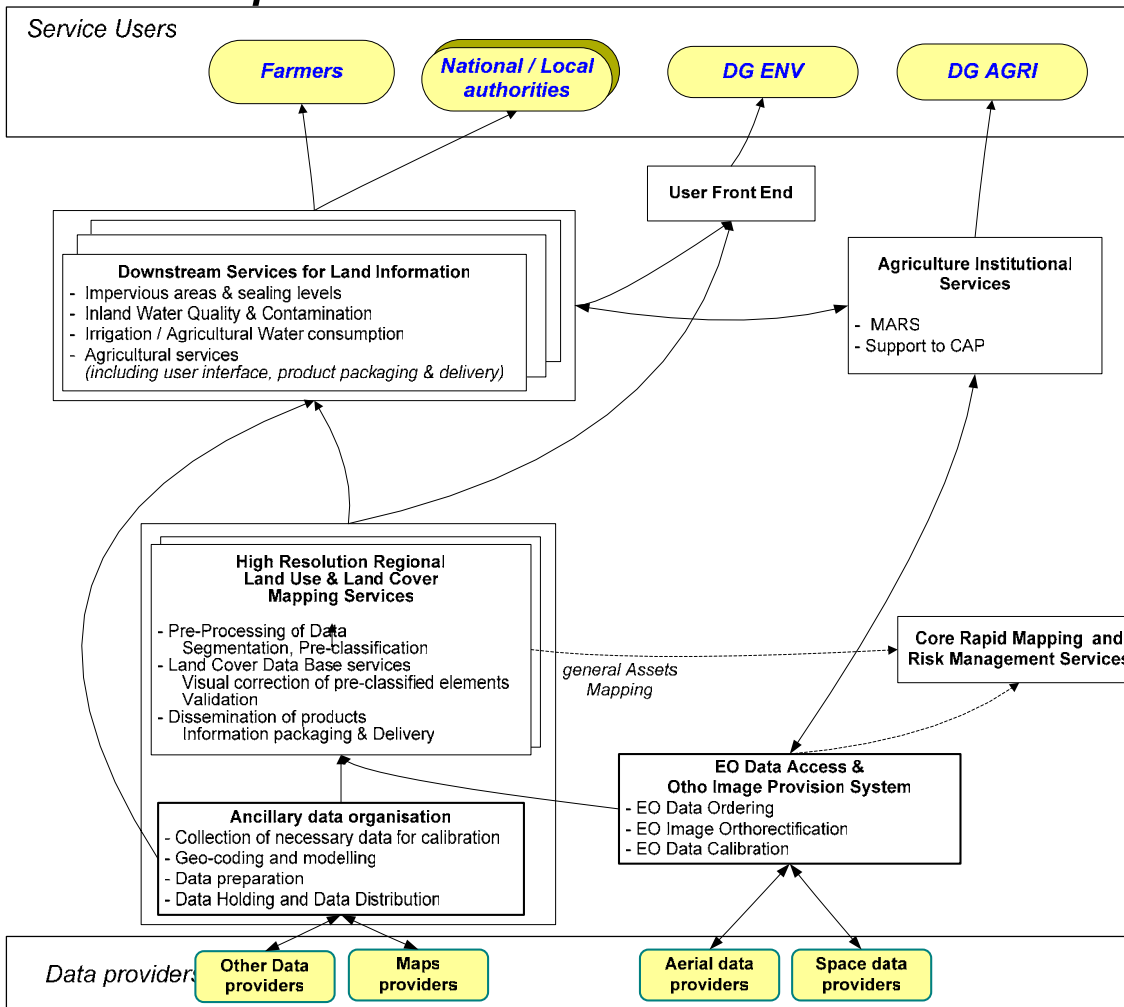 Service Users
Farmers
National / Local
authorities
DG ENV
DG AGRI
User Front End
Downstream Services for Land Information
- Impervious areas & sealing levels
- Inland Water Quality & Contamination
- Irrigation / Agricultural Water consumption
- Agricultural services
(including user interface, product packaging & delivery)
Agriculture Institutional
Services
- MARS
- Support to CAP
High Resolution Regional
Land Use & Land Cover
Mapping Services
- Pre-Processing of Data
Segmentation, Pre-classification
- Land Cover Data Base services
Visual correction of pre-classified elements
Validation
- Dissemination of products
Information packaging & Delivery
general Assets
Mapping
Core Rapid Mapping and
Risk Management Services
EO Data Access &
Otho Image Provision System
- EO Data Ordering
- EO Image Orthorectification
- EO Data Calibration
Ancillary data organisation
- Collection of necessary data for calibration
- Geo-coding and modelling
- Data preparation
- Data Holding and Data Distribution
Data providers
Other Data
providers
Maps
providers
Aerial data
providers
Space data
providers